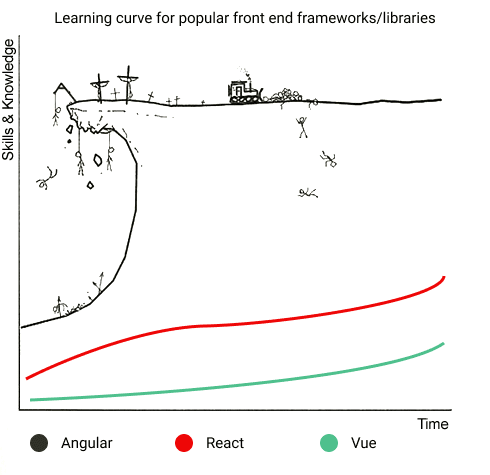 Learning curve for popular front end frameworks/libraries
Skills & Knowledge
Time
Angular
React
Vue